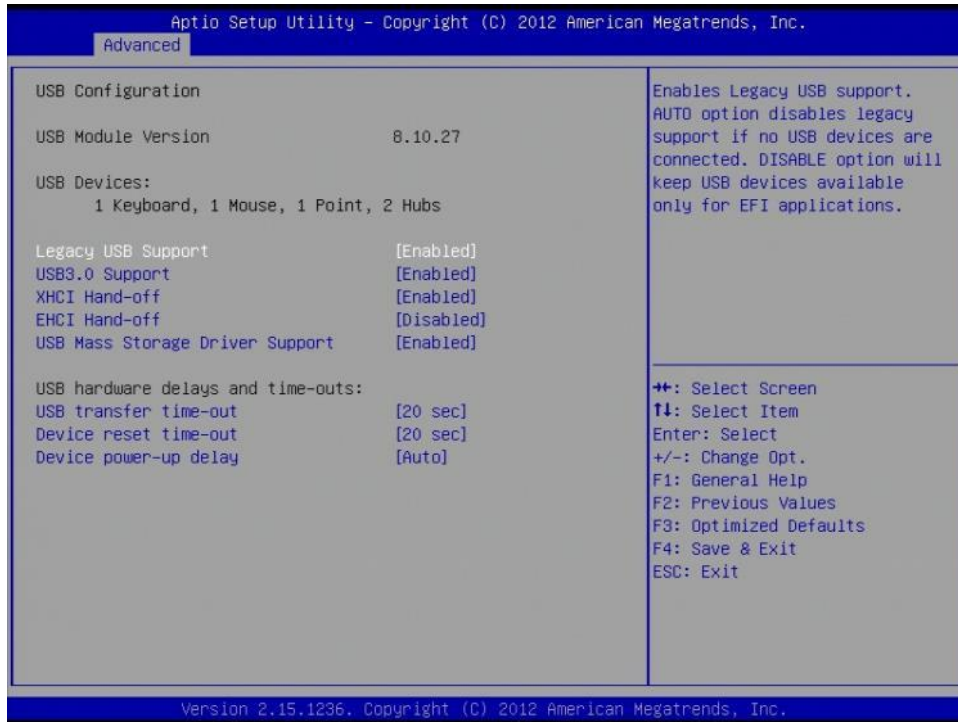 Aptio Setup Utility – Copyright (C) 2012 American Megatrends, Inc.
Advanced
USB Configuration
USB Module Version 8.10.27
USB Devices:
1 Keyboard, 1 Mouse, 1 Point, 2 Hubs
Legacy USB Support [Enabled]
USB3.0 Support [Enabled]
XHCI Hand-off [Enabled]
EHCI Hand-off [Disabled]
USB Mass Storage Driver Support [Enabled]
USB hardware delays and time-outs:
USB transfer time-out [20 sec]
Device reset time-out [20 sec]
Device power-up delay [Auto]
Enables Legacy USB support.
AUTO option disables legacy
support if no USB devices are
connected. DISABLE option will
keep USB devices available
only for EFI applications.
→←: Select Screen
↑↓: Select Item
Enter: Select
+/-: Change Opt.
F1: General Help
F2: Previous Values
F3: Optimized Defaults
F4: Save & Exit
ESC: Exit
Version 2.15.1236. Copyright (C) 2012 American Megatrends, Inc.